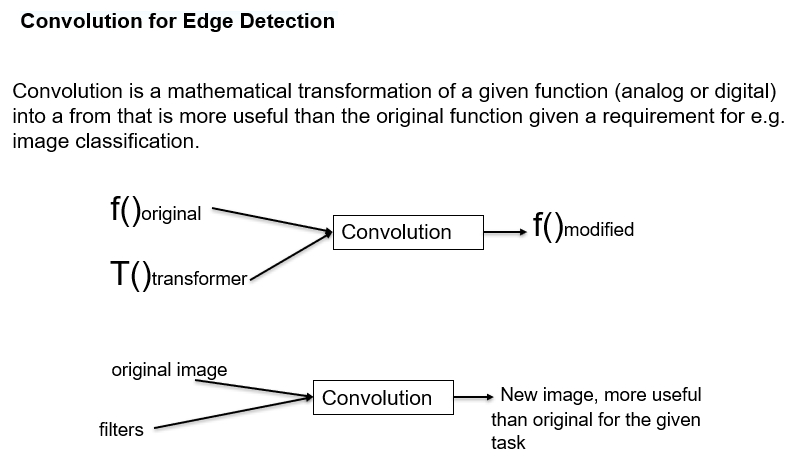 Convolution for Edge Detection
Convolution is a mathematical transformation of a given function (analog or digital)
into a from that is more useful than the original function given a requirement for e.g.
image classification.
f()original
Convolution
f()modified
T()transformer
original image
Convolution
New image, more useful
than original for the given
task
filters